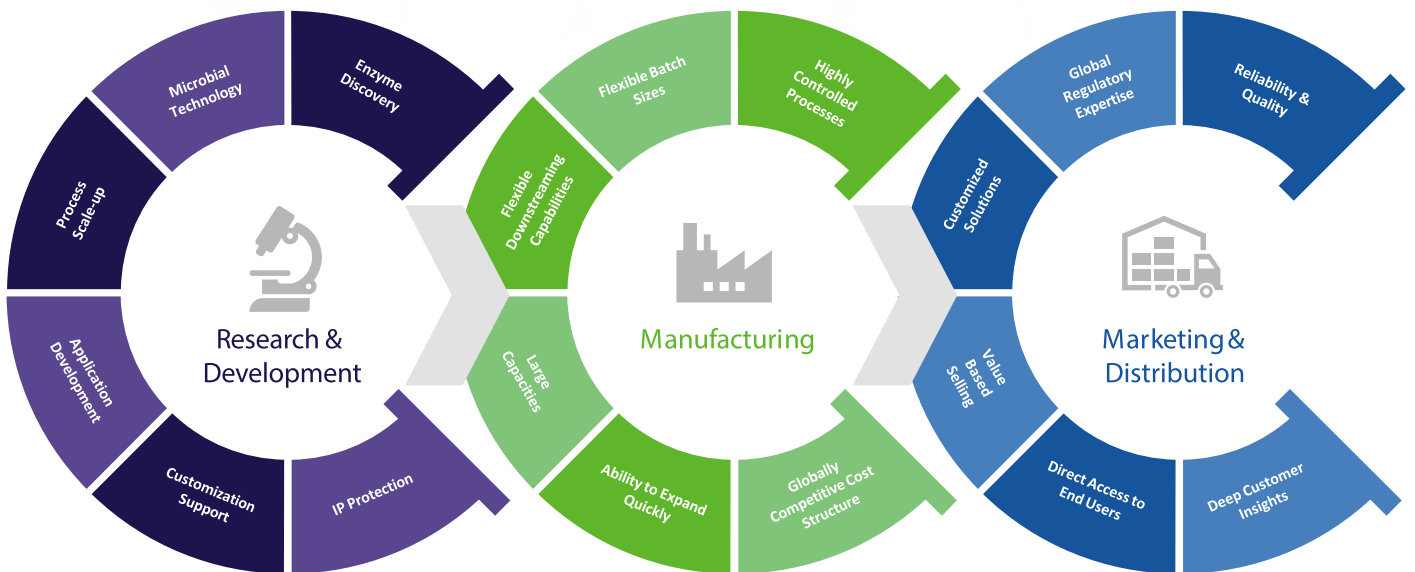 Enzyme
Discovery
Microbial
Technology
Process
Scale-up
Application
Development
Customization
Support
IP Protection
Research &
Development
Highly
Controlled
Processes
Flexible Batch
Sizes
Flexible
Downstreaming
Capabilities
Large
Capacities
Ability to Expand
Quickly
Globally
Competitive Cost
Structure
Manufacturing
Reliability &
Quality
Global
Regulatory
Expertise
Customized
Solutions
Value
Based
Selling
Direct Access to
End Users
Deep Customer
Insights
Marketing &
Distribution